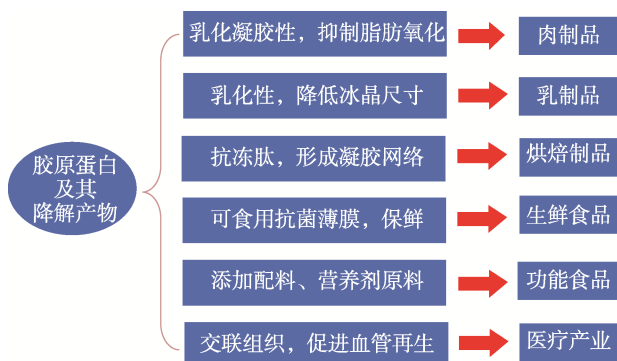 胶原蛋白
及其
降解产物
乳化凝胶性，抑制脂肪氧化
肉制品
乳化性，降低冰晶尺寸
乳制品
抗冻肽，形成凝胶网络
烘焙制品
可食用抗菌薄膜，保鲜
生鲜食品
添加配料、营养剂原料
功能食品
交联组织，促进血管再生
医疗产业